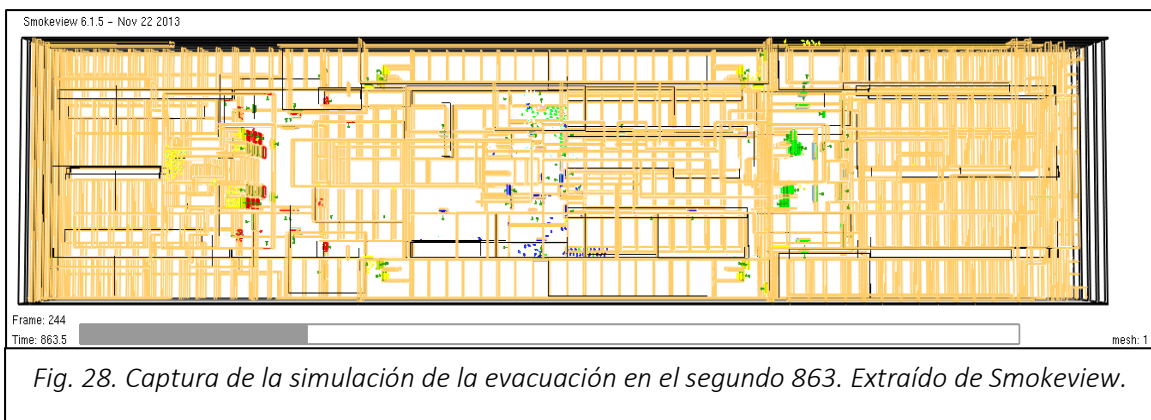 Smokeview 6.1.5 – Nov 22 2013
Frame: 244
Time: 863.5
mesh: 1
Fig. 28. Captura de la simulación de la evacuación en el segundo 863. Extraído de Smokeview.